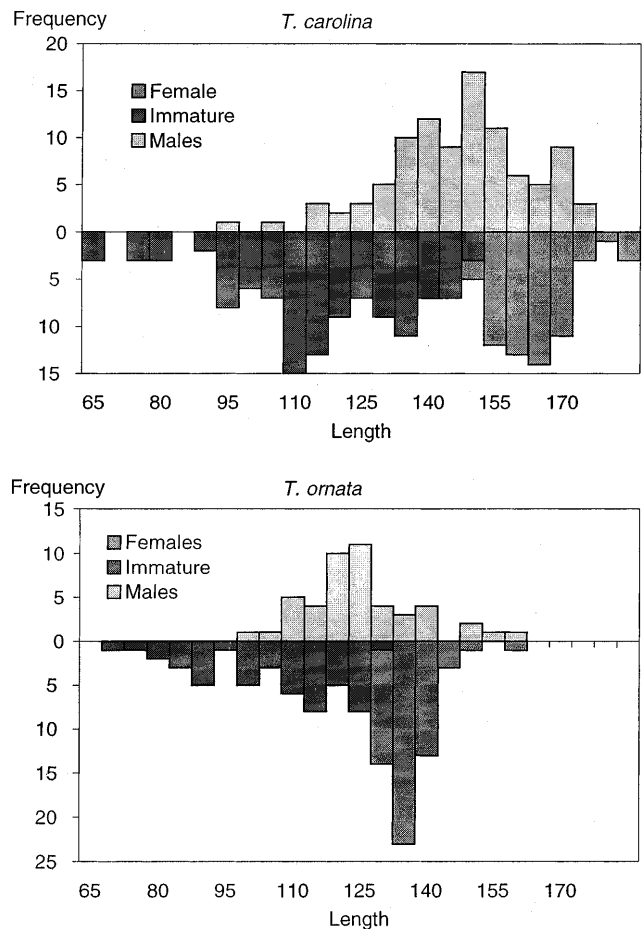 Frequency T. carolina
20
Female
15
Immature
Males
10
5
0
5
10
15
65 80 95 110 125 140 155 170
Length
Frequency T. ornata
15
Females
10
Immature
Males
5
0
5
10
15
20
25
65 80 95 110 125 140 155 170
Length